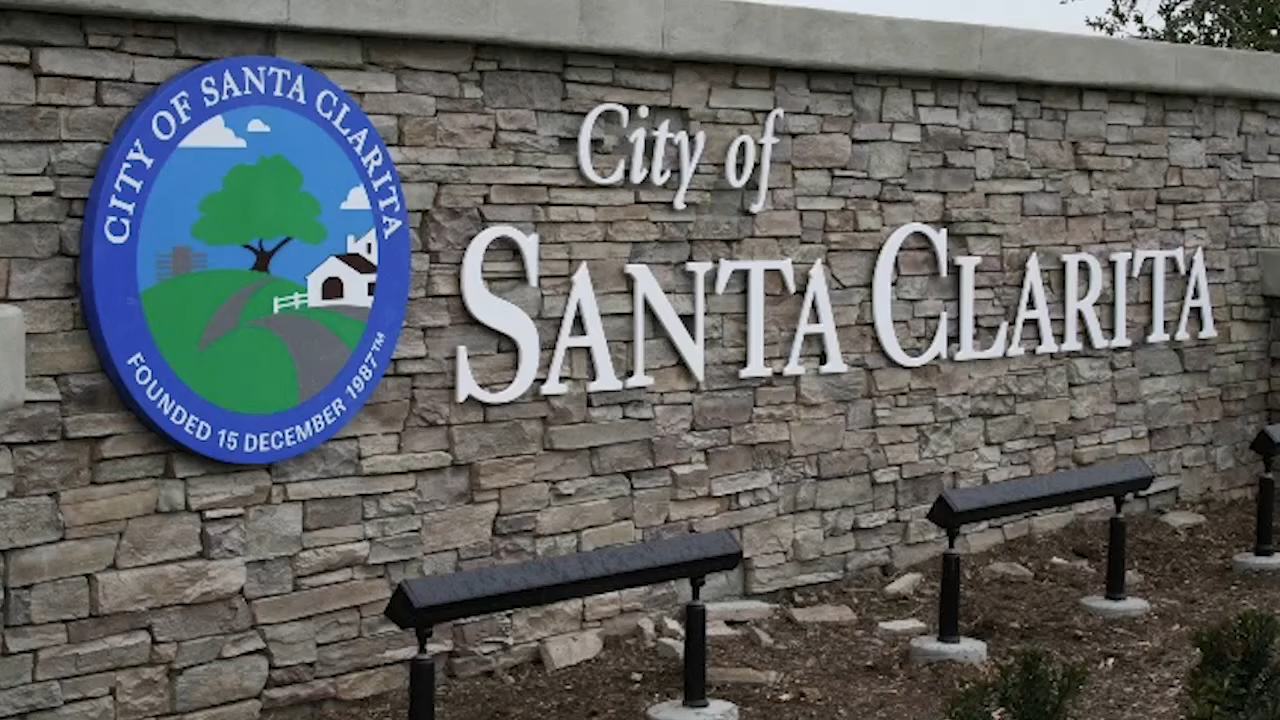 CITY OF SANTA CLARITA
FOUNDED 15 DECEMBER 1987™
City of
SANTA CLARITA